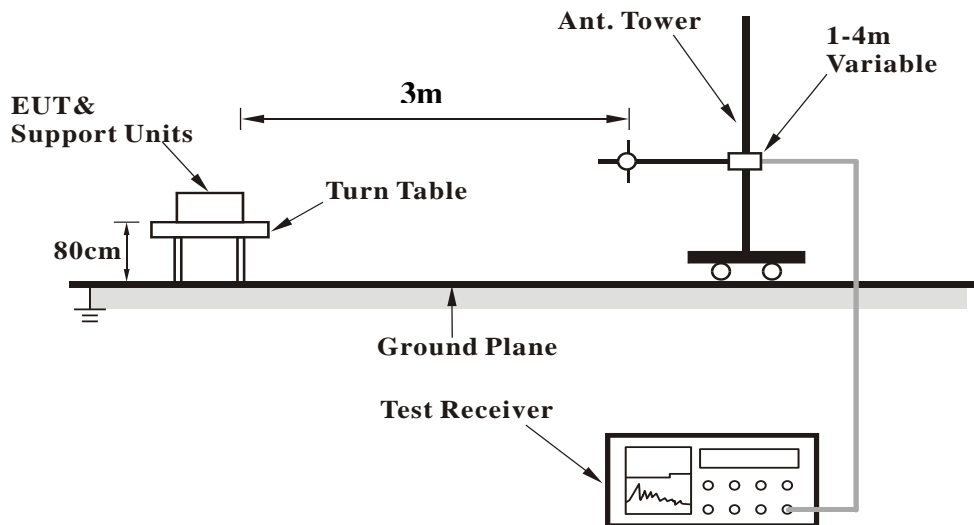 Ant. Tower
1-4m
Variable
3m
EUT&
Support Units
Turn Table
80cm
Ground Plane
Test Receiver